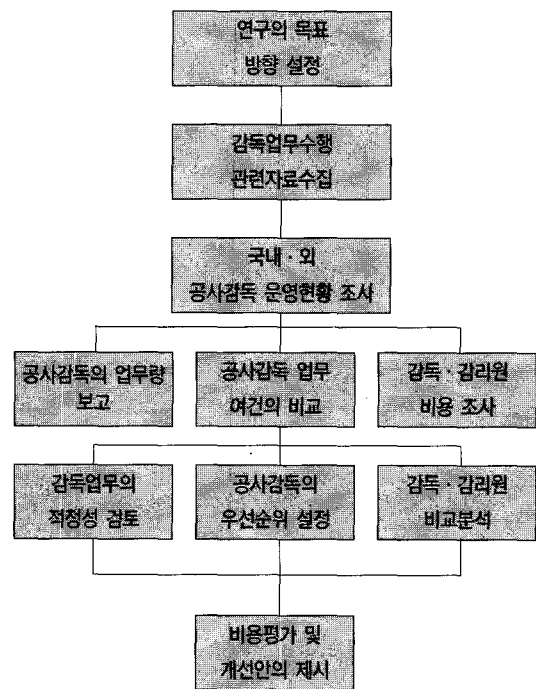 연구의 목표
방향 설정
감독업무수행
관련자료수집
국내 · 외
공사감독 운영현황 조사
공사감독의 업무량
보고
공사감독 업무
여건의 비교
감독 · 감리원
비용 조사
감독업무의
적정성 검토
공사감독의
우선순위 설정
감독 · 감리원
비교분석
비용평가 및
개선안의 제시